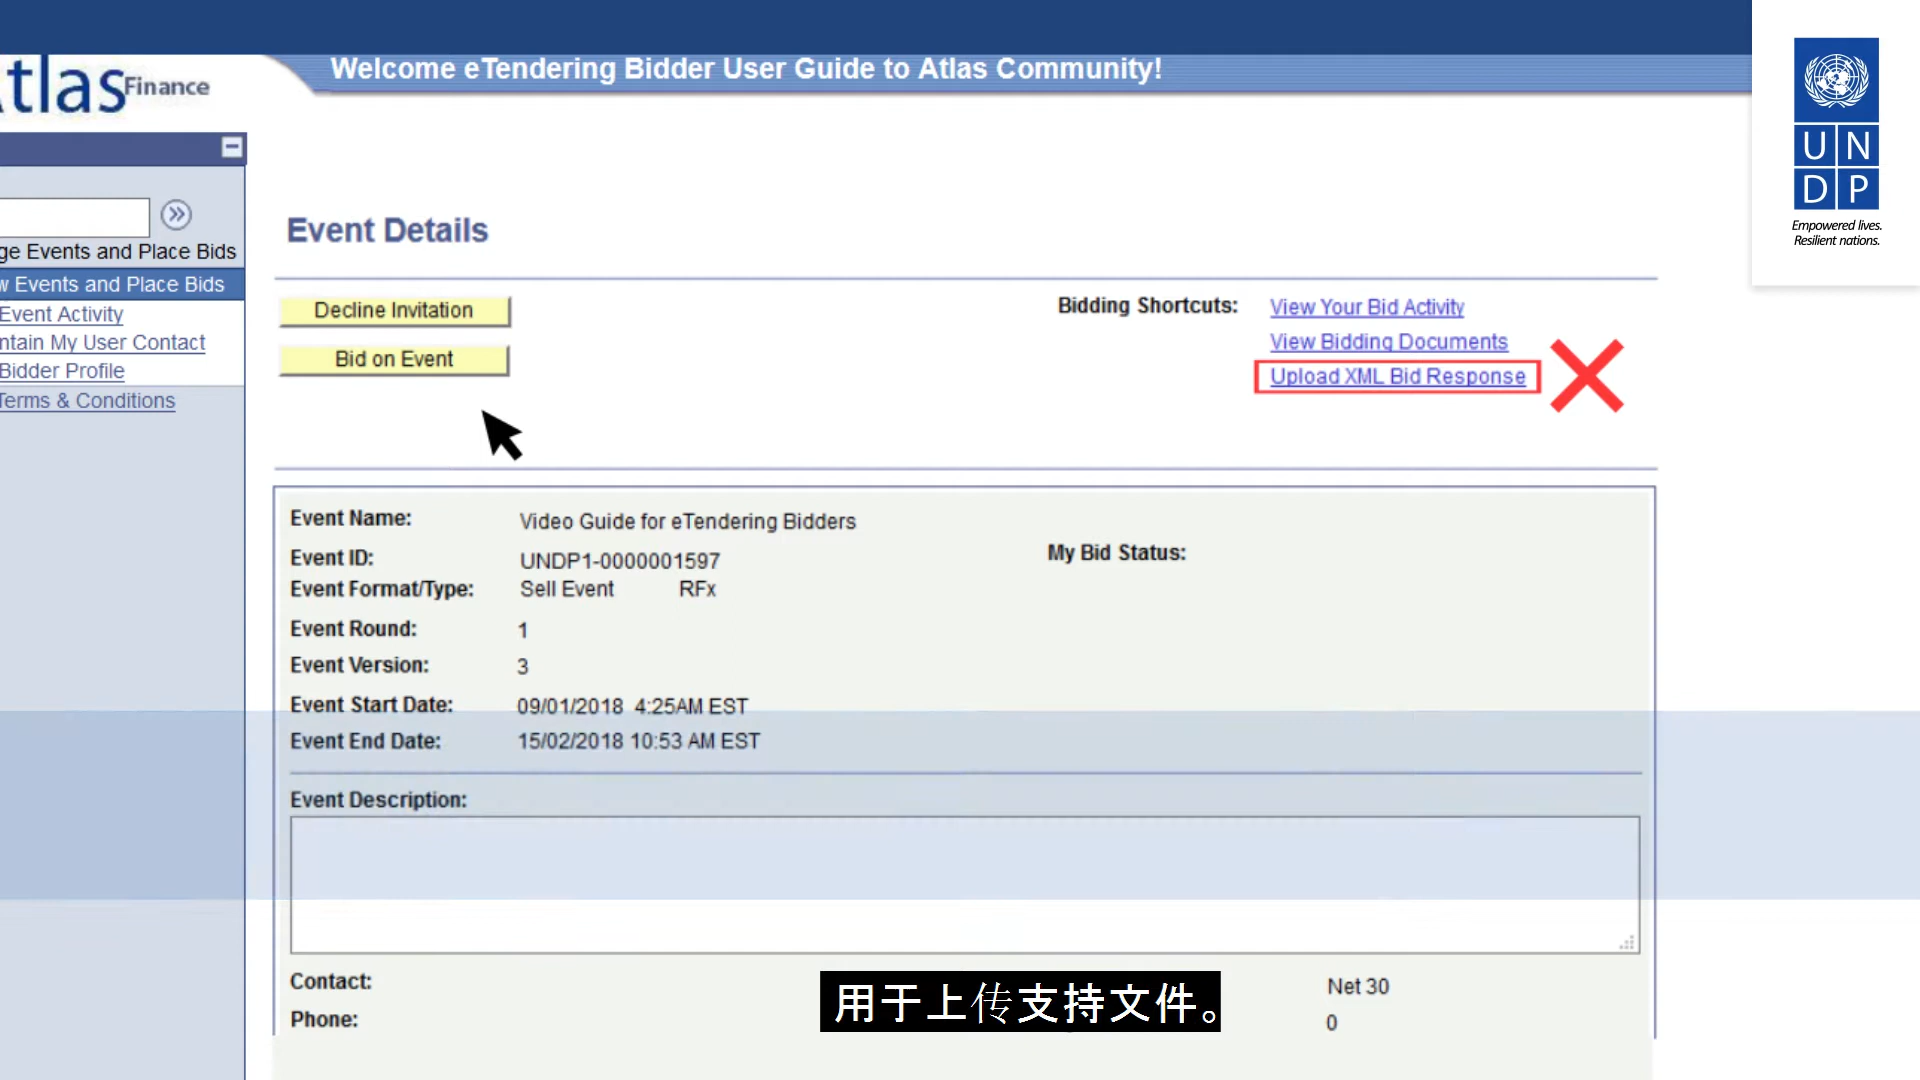 Welcome eTendering Bidder User Guide to Atlas Community!
tlas Finance
U N
D P
Empowered lives.
Resilient nations.
ge Events and Place Bids
w Events and Place Bids
Event Activity
ntain My User Contact
Bidder Profile
Terms & Conditions
Event Details
Decline Invitation
Bid on Event
Bidding Shortcuts:
View Your Bid Activity
View Bidding Documents
Upload XML Bid Response
Event Name: Video Guide for eTendering Bidders
Event ID: UNDP1-0000001597
My Bid Status:
Event Format/Type: Sell Event RFx
Event Round: 1
Event Version: 3
Event Start Date: 09/01/2018 4:25AM EST
Event End Date: 15/02/2018 10:53 AM EST
Event Description:
Contact:
Net 30
Phone:
0
用于上传支持文件。